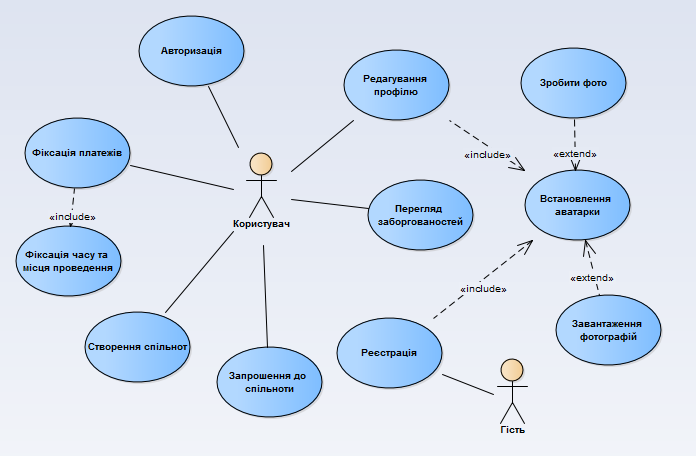 Авторизація
Редагування
профілю
Зробити фото
Фіксація платежів
«include»
«extend»
Встановлення
аватарки
«include»
Перегляд
заборгованостей
Користувач
Фіксація часу та
місця проведення
«extend»
«include»
Завантаження
фотографій
Створення спільнот
Реєстрація
Запрошення до
спільноти
Гість